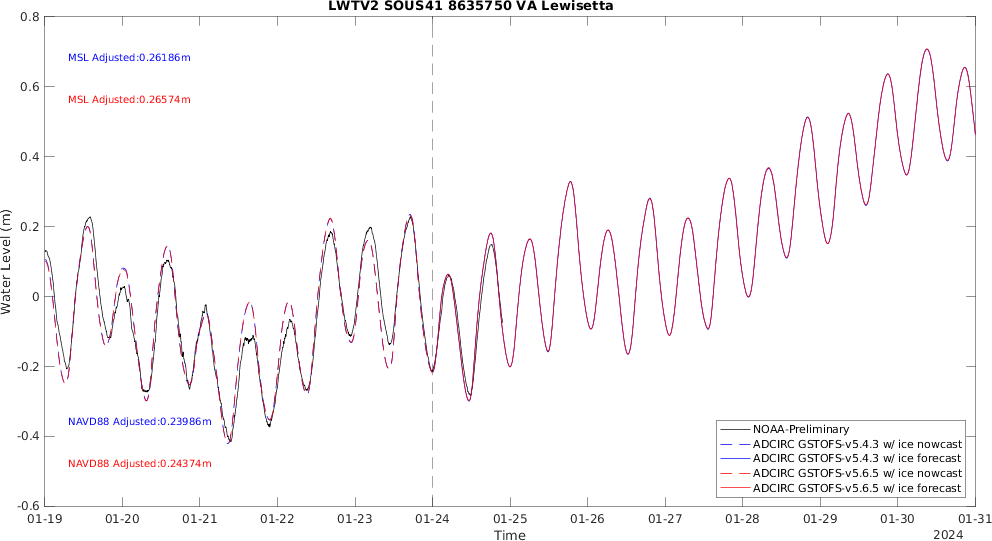 LWTV2 SOUS41 8635750 VA Lewisetta
0.8
0.6
0.4
0.2
0
-0.2
-0.4
-0.6
Water Level (m)
MSL Adjusted:0.26186m
MSL Adjusted:0.26574m
NAVD88 Adjusted:0.23986m
NAVD88 Adjusted:0.24374m
NOAA-Preliminary
ADCIRC GSTOFS-v5.4.3 w/ ice nowcast
ADCIRC GSTOFS-v5.4.3 w/ ice forecast
ADCIRC GSTOFS-v5.6.5 w/ ice nowcast
ADCIRC GSTOFS-v5.6.5 w/ ice forecast
01-19 01-20 01-21 01-22 01-23 01-24 01-25 01-26 01-27 01-28 01-29 01-30 01-31
Time
2024